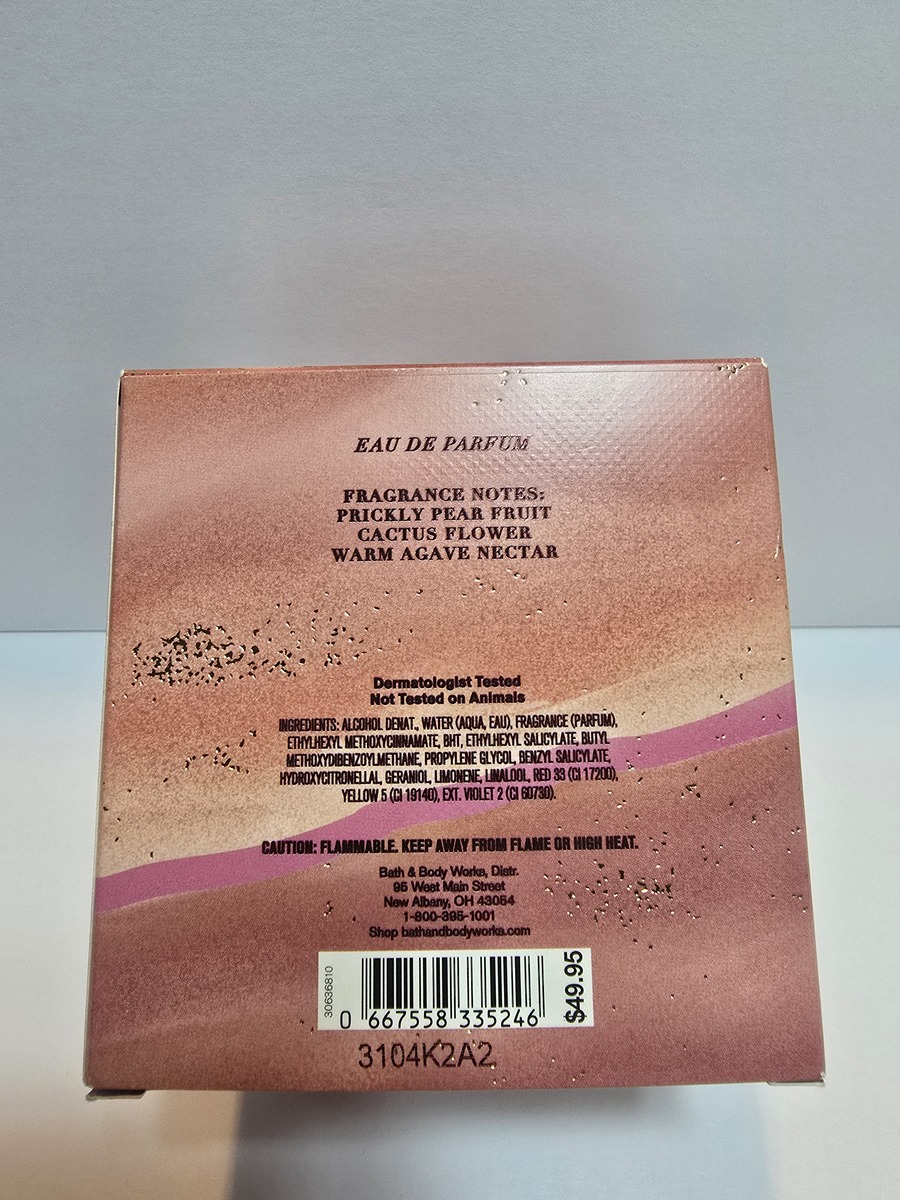 EAU DE PARFUM
FRAGRANCE NOTES:
PRICKLY PEAR FRUIT
CACTUS FLOWER
WARM AGAVE NECTAR
Dermatologist Tested
Not Tested on Animals
INGREDIENTS: ALCOHOL DENAT., WATER (AQUA, EAU), FRAGRANCE (PARFUM),
ETHYLHEXYL METHOXYCINNAMATE, BHT, ETHYLHEXYL SALICYLATE, BUTYL
METHOXYDIBENZOYLMETHANE, PROPYLENE GLYCOL, BENZYL SALICYLATE,
HYDROXYCITRONELLAL, GERANIOL, LIMONENE, LINALOOL, RED 33 (CI 17200),
YELLOW 5 (CI 19140), EXT. VIOLET 2 (CI 60730).
CAUTION: FLAMMABLE. KEEP AWAY FROM FLAME OR HIGH HEAT.
Bath & Body Works, Distr.
95 West Main Street
New Albany, OH 43054
1-800-395-1001
Shop bathandbodyworks.com
30636810
0 667558 335246
$49.95
3104K2A2